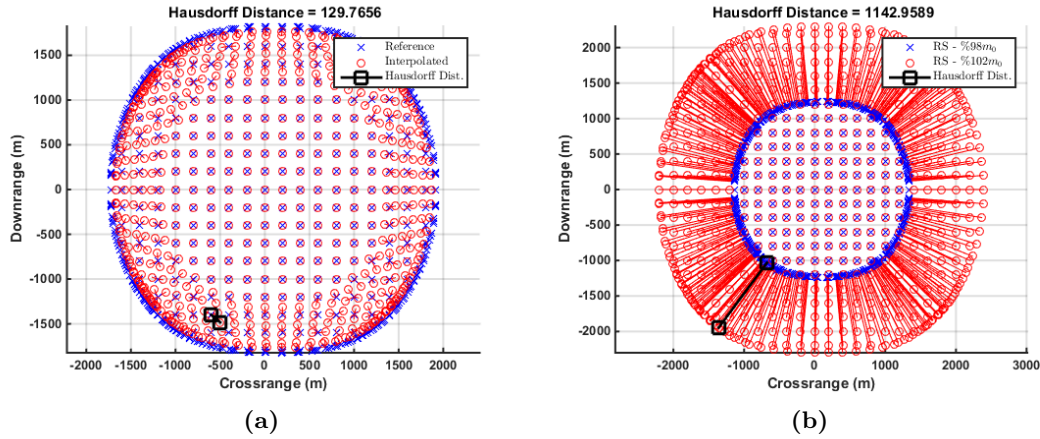 Hausdorff Distance = 129.7656
Reference
Interpolated
Hausdorff Dist.
1500
1000
500
0
-500
-1000
-1500
Downrange (m)
-2000 -1500 -1000 -500 0 500 1000 1500 2000
Crossrange (m)
(a)
Hausdorff Distance = 1142.9589
RS - %98m₀
RS - %102m₀
Hausdorff Dist.
2000
1500
1000
500
0
-500
-1000
-1500
-2000
Downrange (m)
-2000 -1000 0 1000 2000 3000
Crossrange (m)
(b)